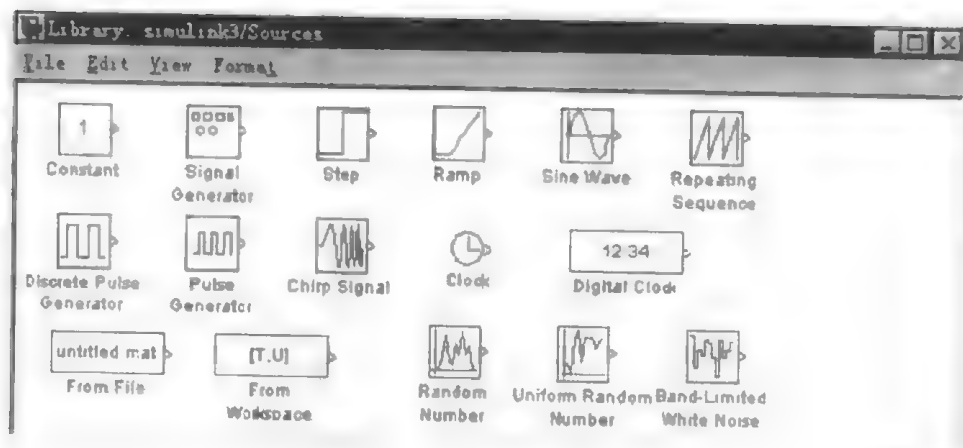 Library. simulink3/Sources
File Edit View Format
1
Constant
Signal
Generator
Step
Ramp
Sine Wave
Repeating
Sequence
Discrete Pulse
Generator
Pulse
Generator
Chirp Signal
Clock
12 34
Digital Clock
untitled mat
From File
[T.U]
From
Workspace
Random
Number
Uniform Random
Number
Band-Limited
White Noise